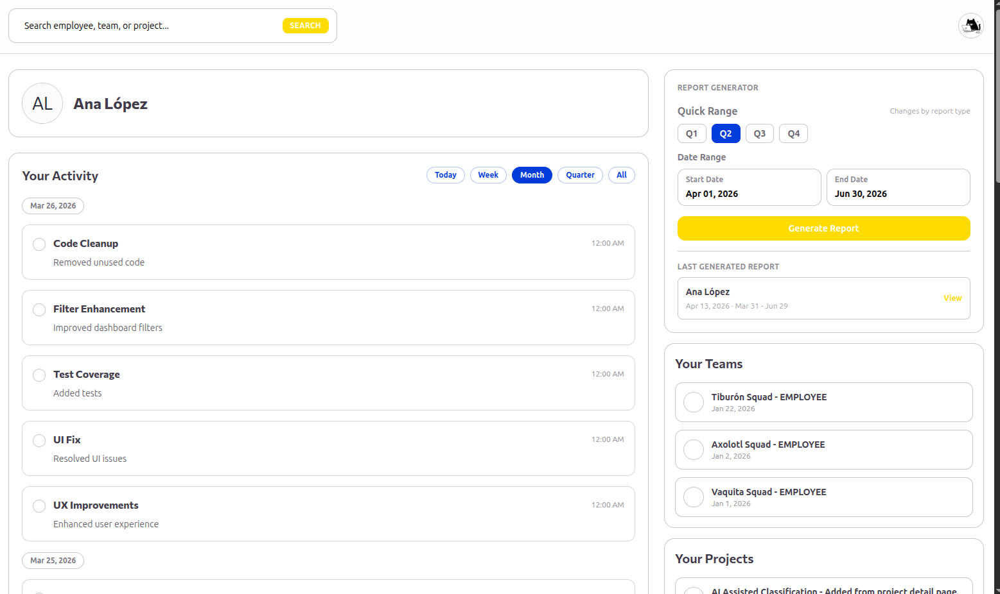 Search employee, team, or project...
SEARCH
AL
Ana López
Your Activity
Today
Week
Month
Quarter
All
Mar 26, 2026
Code Cleanup
12:00 AM
Removed unused code
Filter Enhancement
12:00 AM
Improved dashboard filters
Test Coverage
12:00 AM
Added tests
UI Fix
12:00 AM
Resolved UI issues
UX Improvements
12:00 AM
Enhanced user experience
Mar 25, 2026
REPORT GENERATOR
Quick Range
Changes by report type
Q1
Q2
Q3
Q4
Date Range
Start Date
Apr 01, 2026
End Date
Jun 30, 2026
Generate Report
LAST GENERATED REPORT
Ana López
Apr 13, 2026 · Mar 31 - Jun 29
View
Your Teams
Tiburón Squad - EMPLOYEE
Jan 22, 2026
Axolotl Squad - EMPLOYEE
Jan 2, 2026
Vaquita Squad - EMPLOYEE
Jan 1, 2026
Your Projects
AI Assisted Classification - Added from project detail page.